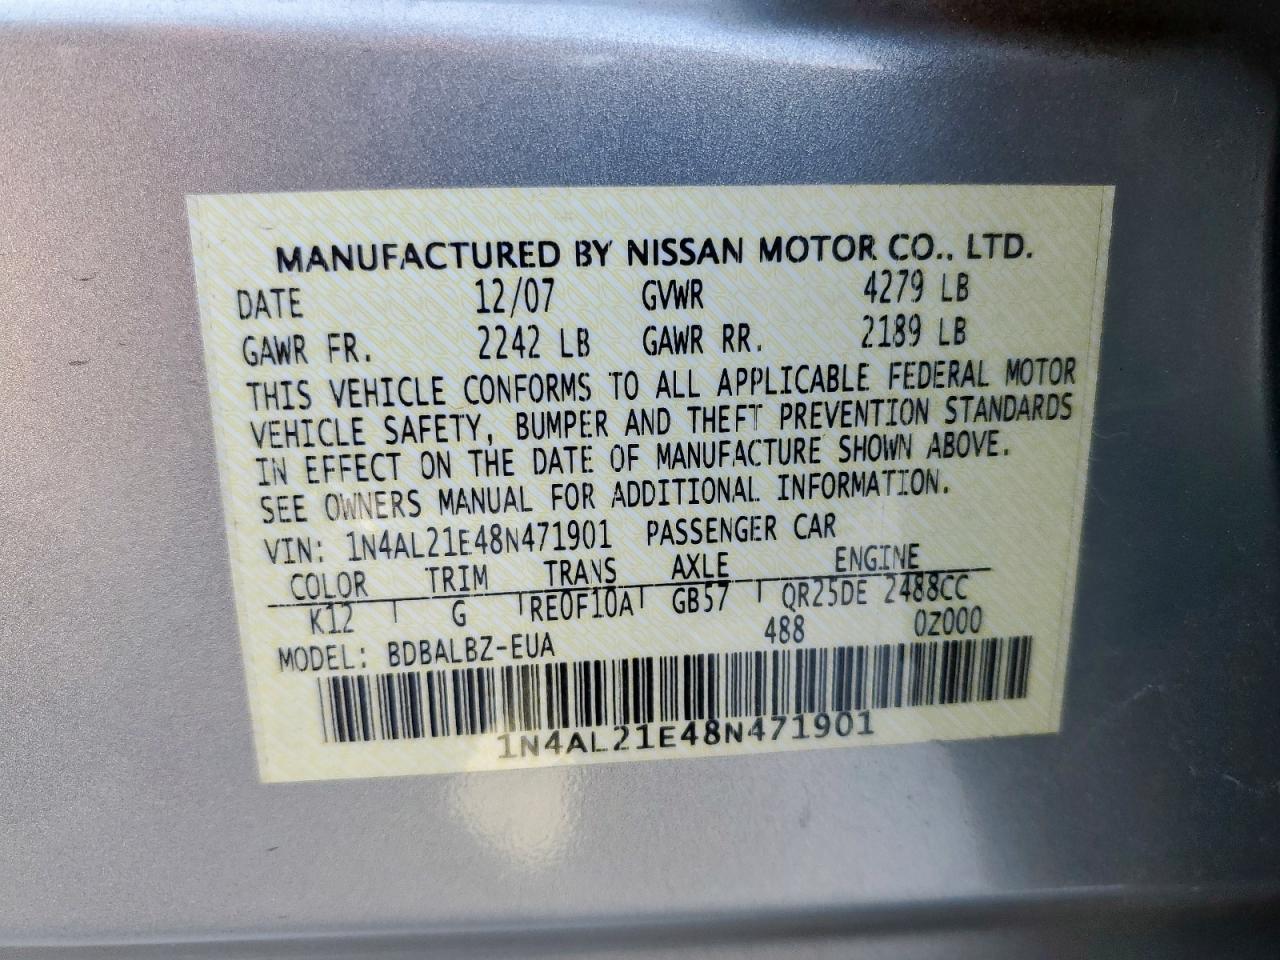 MANUFACTURED BY NISSAN MOTOR CO., LTD.
DATE 12/07 GVWR 4279 LB
GAWR FR. 2242 LB GAWR RR. 2189 LB
THIS VEHICLE CONFORMS TO ALL APPLICABLE FEDERAL MOTOR
VEHICLE SAFETY, BUMPER AND THEFT PREVENTION STANDARDS
IN EFFECT ON THE DATE OF MANUFACTURE SHOWN ABOVE.
SEE OWNERS MANUAL FOR ADDITIONAL INFORMATION.
VIN: 1N4AL21E48N471901 PASSENGER CAR
COLOR TRIM TRANS AXLE ENGINE
K12 G RE0F10A GB57 QR25DE 2488CC
MODEL: BDBALBZ-EUA 488 0Z000
1N4AL21E48N471901